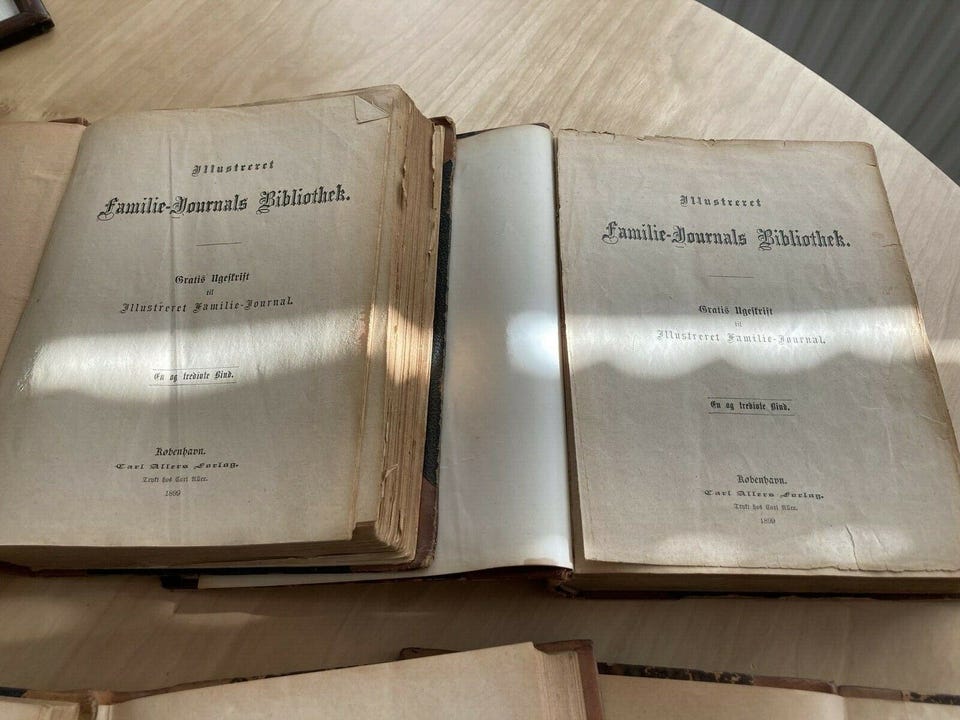 Illustreret
Familie-Journals Bibliothek.
Gratis Ugeskrift
til
Illustreret Familie-Journal.
En og tredivte Bind.
København.
Carl Allers Forlag.
Trykt hos Carl Aller.
1899
Illustreret
Familie-Journals Bibliothek.
Gratis Ugeskrift
til
Illustreret Familie-Journal.
En og tredivte Bind.
København.
Carl Allers Forlag.
Trykt hos Carl Aller.
1899